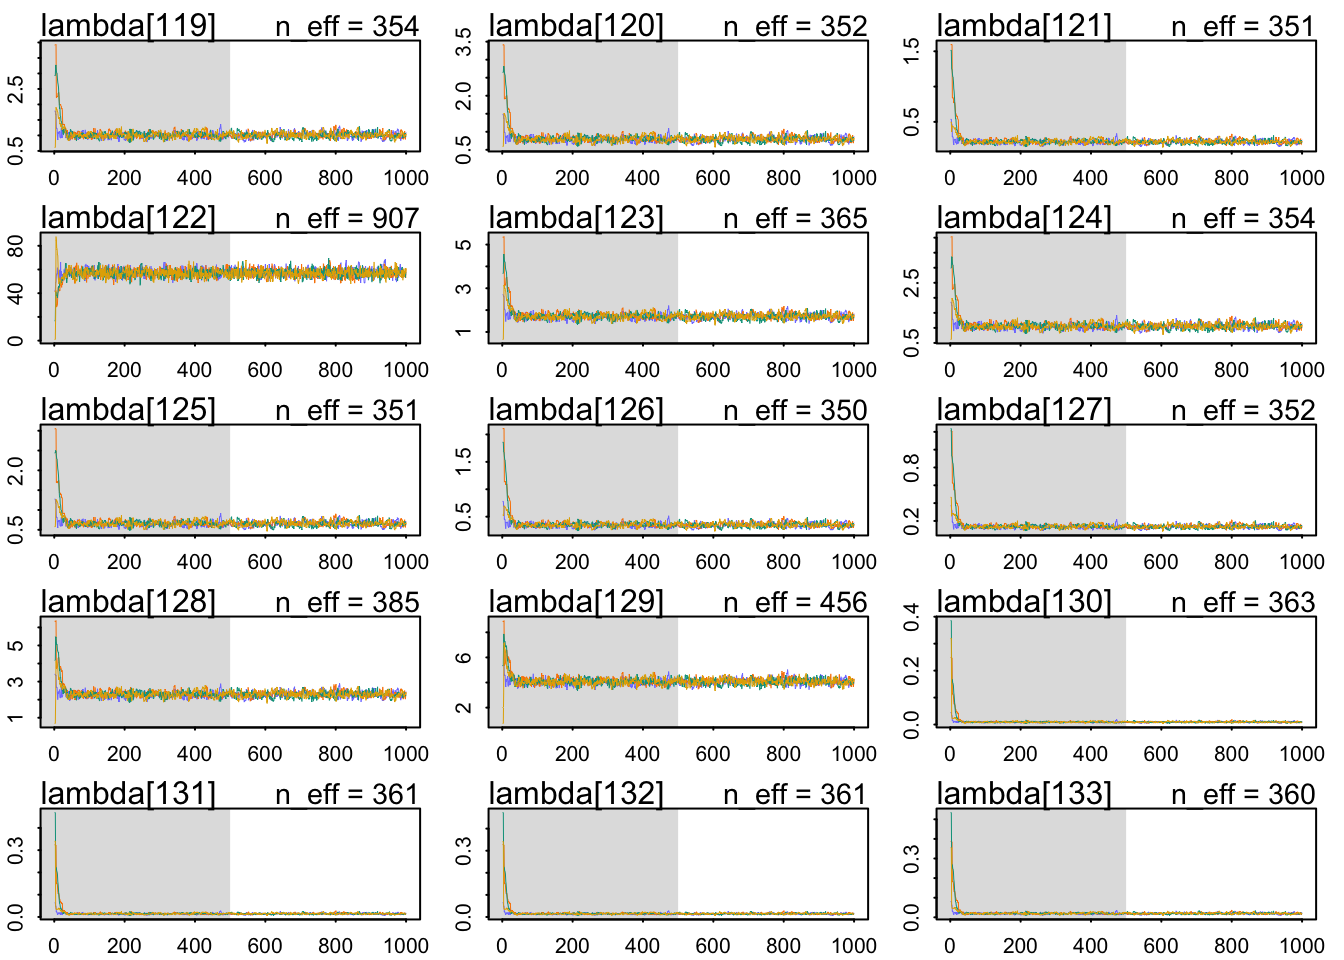 lambda[119] n_eff = 354 lambda[120] n_eff = 352 lambda[121] n_eff = 351
0.5 2.5 0.5 2.0 3.5 0.5 1.5
0 200 400 600 800 1000 0 200 400 600 800 1000 0 200 400 600 800 1000
lambda[122] n_eff = 907 lambda[123] n_eff = 365 lambda[124] n_eff = 354
0 40 80 1 3 5 0.5 2.5
0 200 400 600 800 1000 0 200 400 600 800 1000 0 200 400 600 800 1000
lambda[125] n_eff = 351 lambda[126] n_eff = 350 lambda[127] n_eff = 352
0.5 2.0 0.5 1.5 0.2 0.8
0 200 400 600 800 1000 0 200 400 600 800 1000 0 200 400 600 800 1000
lambda[128] n_eff = 385 lambda[129] n_eff = 456 lambda[130] n_eff = 363
1 3 5 2 6 0.0 0.2 0.4
0 200 400 600 800 1000 0 200 400 600 800 1000 0 200 400 600 800 1000
lambda[131] n_eff = 361 lambda[132] n_eff = 361 lambda[133] n_eff = 360
0.0 0.3 0.0 0.3 0.0 0.3
0 200 400 600 800 1000 0 200 400 600 800 1000 0 200 400 600 800 1000